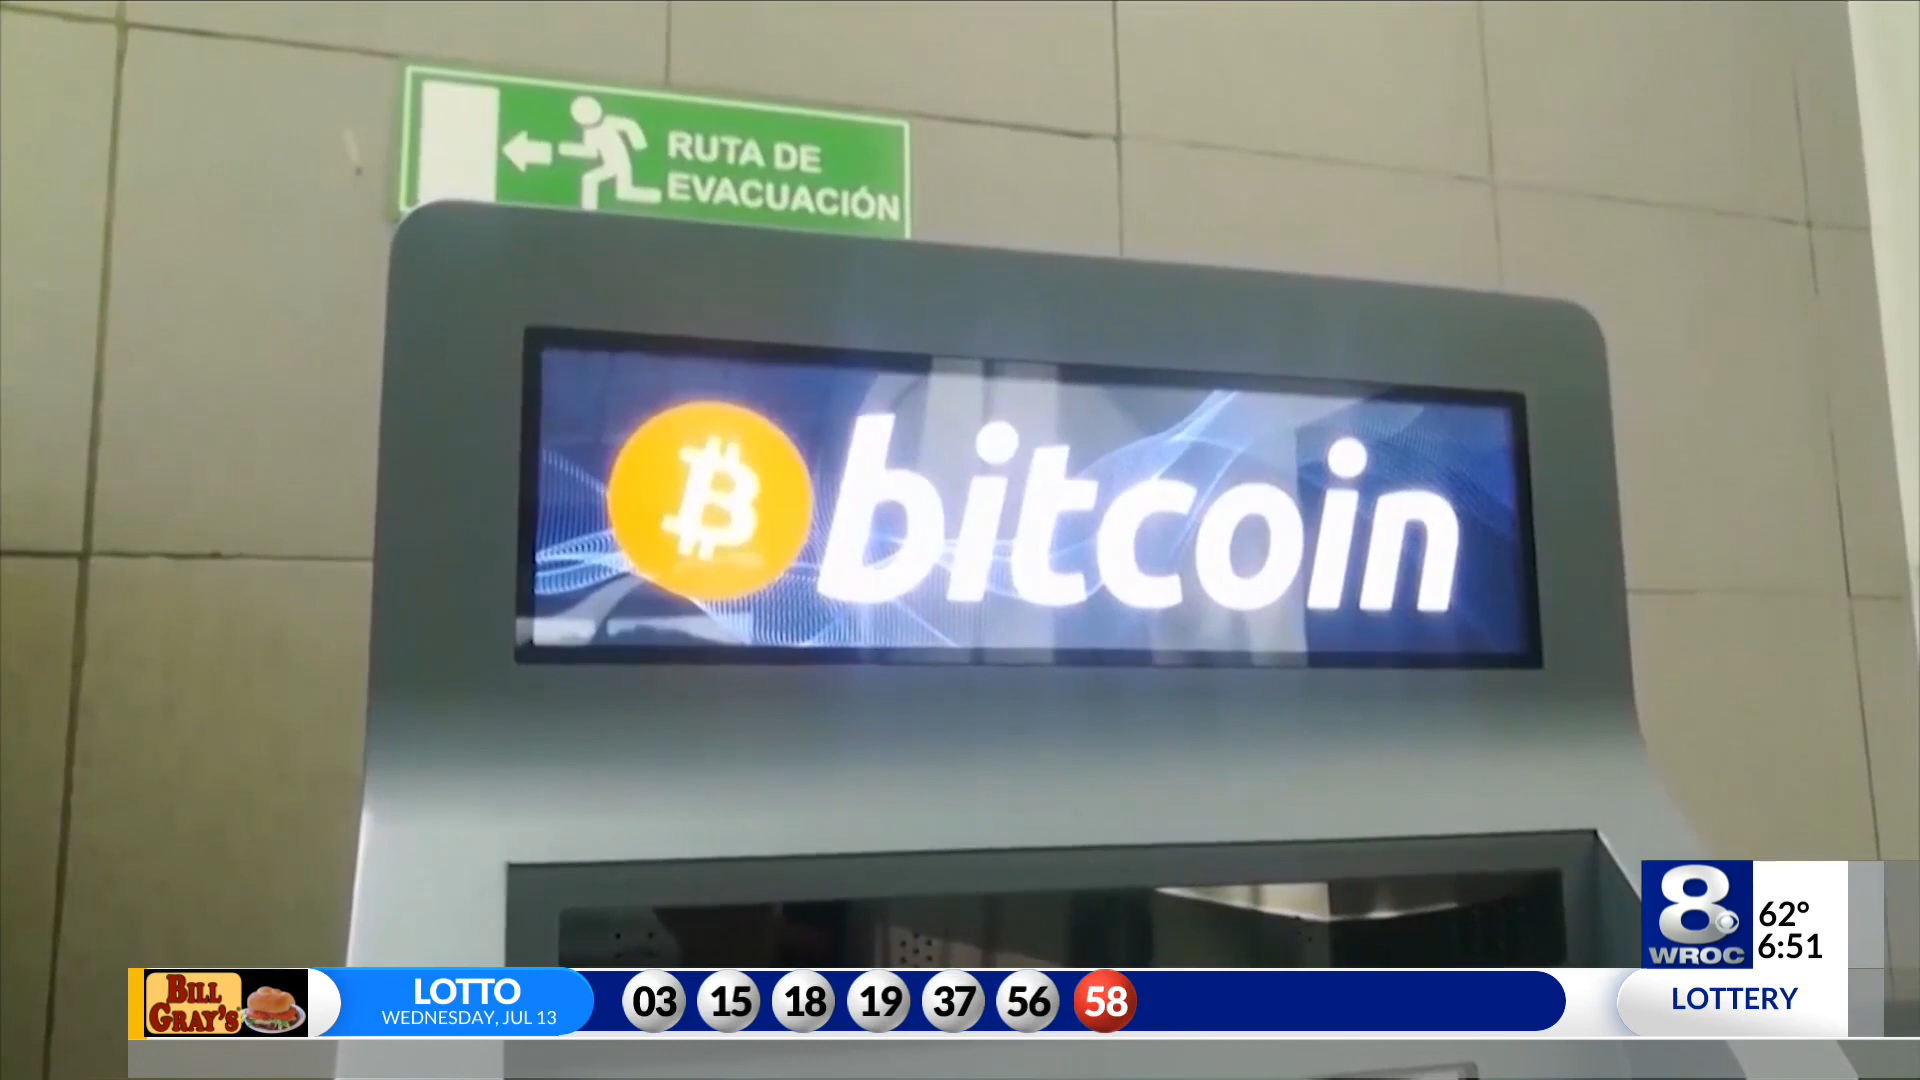 RUTA DE
EVACUACIÓN
bitcoin
8
WROC
62°
6:51
BILL
GRAY'S
LOTTO
WEDNESDAY, JUL 13
03 15 18 19 37 56 58
LOTTERY